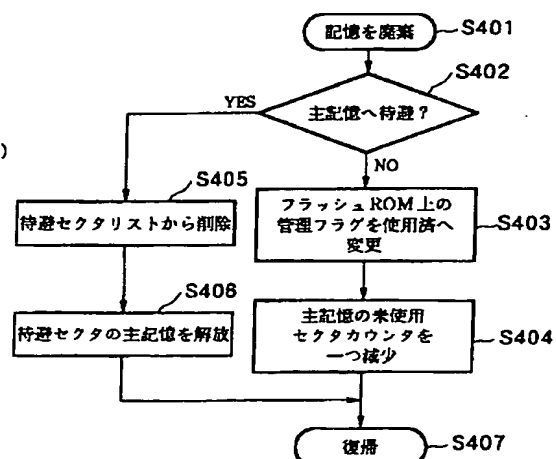 記憶を廃棄
S401
S402
主記憶へ待避？
YES
NO
)
S405
待避セクタリストから削除
フラッシュROM上の
管理フラグを使用済へ
変更
S403
S406
待避セクタの主記憶を解放
主記憶の未使用
セクタカウンタを
一つ減少
S404
復帰
S407